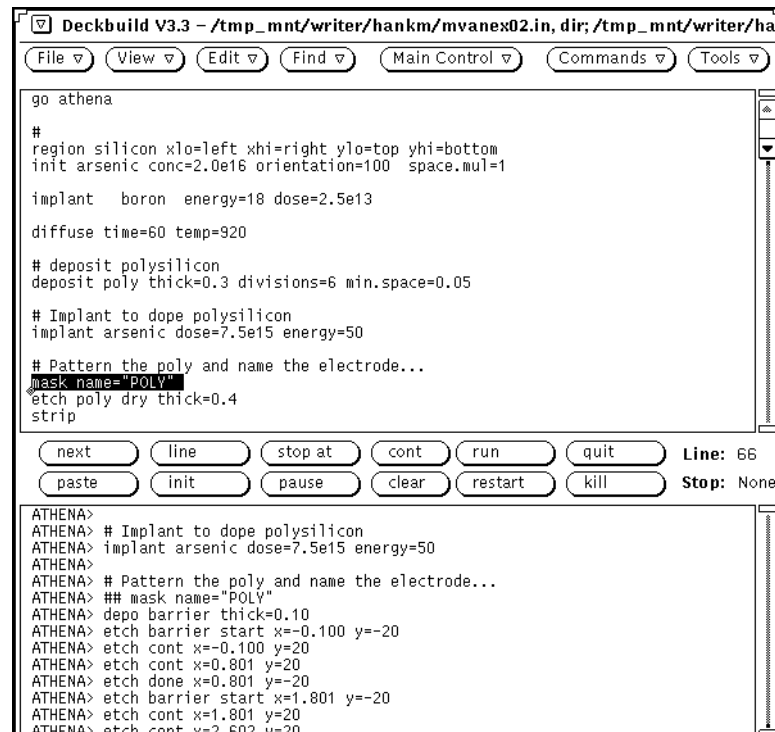 Deckbuild V3.3 – /tmp_mnt/writer/hankm/mvanex02.in, dir; /tmp_mnt/writer/ha
File View Edit Find Main Control Commands Tools
go athena
#
region silicon xlo=left xhi=right ylo=top yhi=bottom
init arsenic conc=2.0e16 orientation=100 space.mul=1
implant boron energy=18 dose=2.5e13
diffuse time=60 temp=920
# deposit polysilicon
deposit poly thick=0.3 divisions=6 min.space=0.05
# Implant to dope polysilicon
implant arsenic dose=7.5e15 energy=50
# Pattern the poly and name the electrode...
mask name="POLY"
etch poly dry thick=0.4
strip
next line stop at cont run quit Line: 66
paste init pause clear restart kill Stop: None
ATHENA>
ATHENA> # Implant to dope polysilicon
ATHENA> implant arsenic dose=7.5e15 energy=50
ATHENA>
ATHENA> # Pattern the poly and name the electrode...
ATHENA> ## mask name="POLY"
ATHENA> depo barrier thick=0.10
ATHENA> etch barrier start x=-0.100 y=-20
ATHENA> etch cont x=-0.100 y=20
ATHENA> etch cont x=0.801 y=20
ATHENA> etch done x=0.801 y=-20
ATHENA> etch barrier start x=1.801 y=-20
ATHENA> etch cont x=1.801 y=20
ATHENA> etch cont x=2.602 y=20